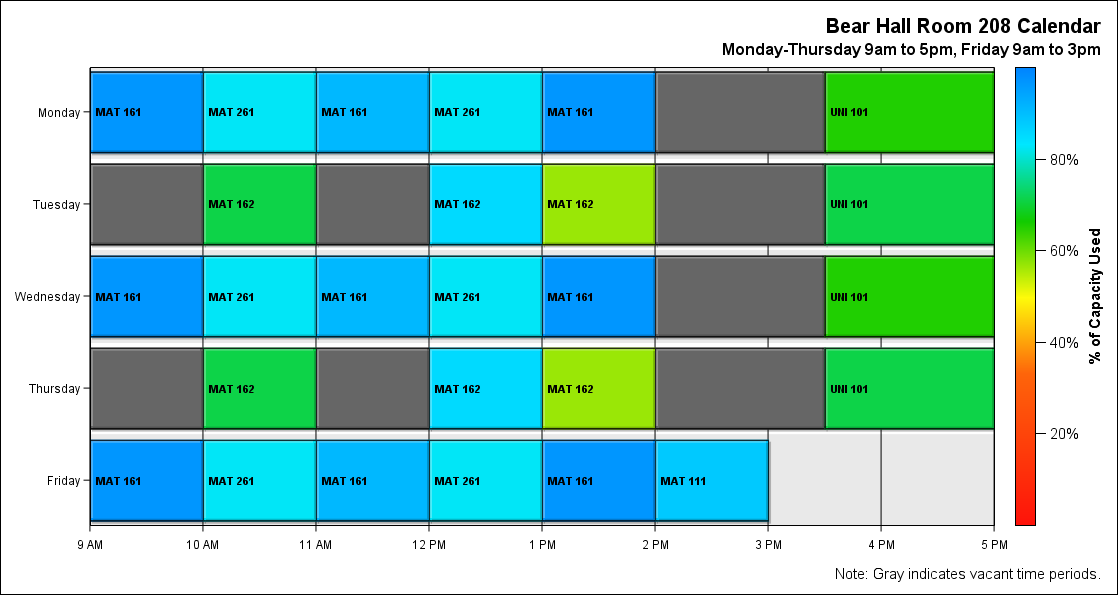 Bear Hall Room 208 Calendar
Monday-Thursday 9am to 5pm, Friday 9am to 3pm
Monday MAT 161 MAT 261 MAT 161 MAT 261 MAT 161 UNI 101
Tuesday MAT 162 MAT 162 MAT 162 UNI 101
Wednesday MAT 161 MAT 261 MAT 161 MAT 261 MAT 161 UNI 101
Thursday MAT 162 MAT 162 MAT 162 UNI 101
Friday MAT 161 MAT 261 MAT 161 MAT 261 MAT 161 MAT 111
9 AM 10 AM 11 AM 12 PM 1 PM 2 PM 3 PM 4 PM 5 PM
80%
60%
40%
20%
% of Capacity Used
Note: Gray indicates vacant time periods.